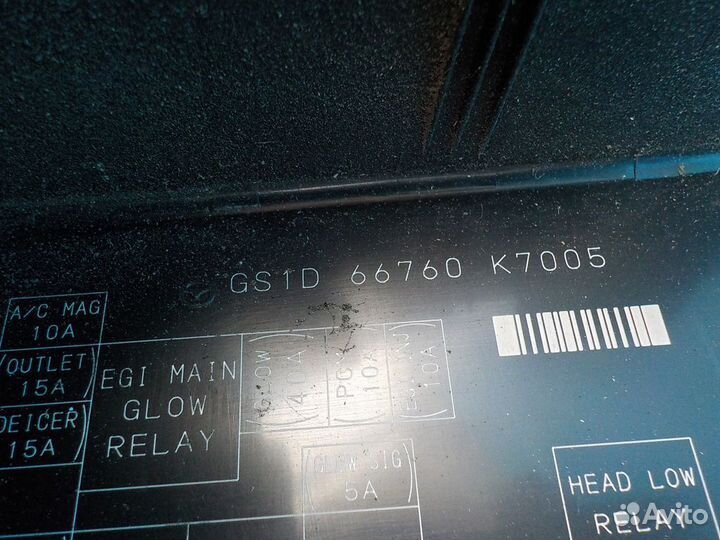 GS1D 66760 K7005
A/C MAG
10A
OUTLET
15A
DEICER
15A
EGI MAIN
GLOW
RELAY
(GLOW)
(40A)
10A)
10A)
(GLOW SIG)
5A
HEAD LOW
RELAY
Avito